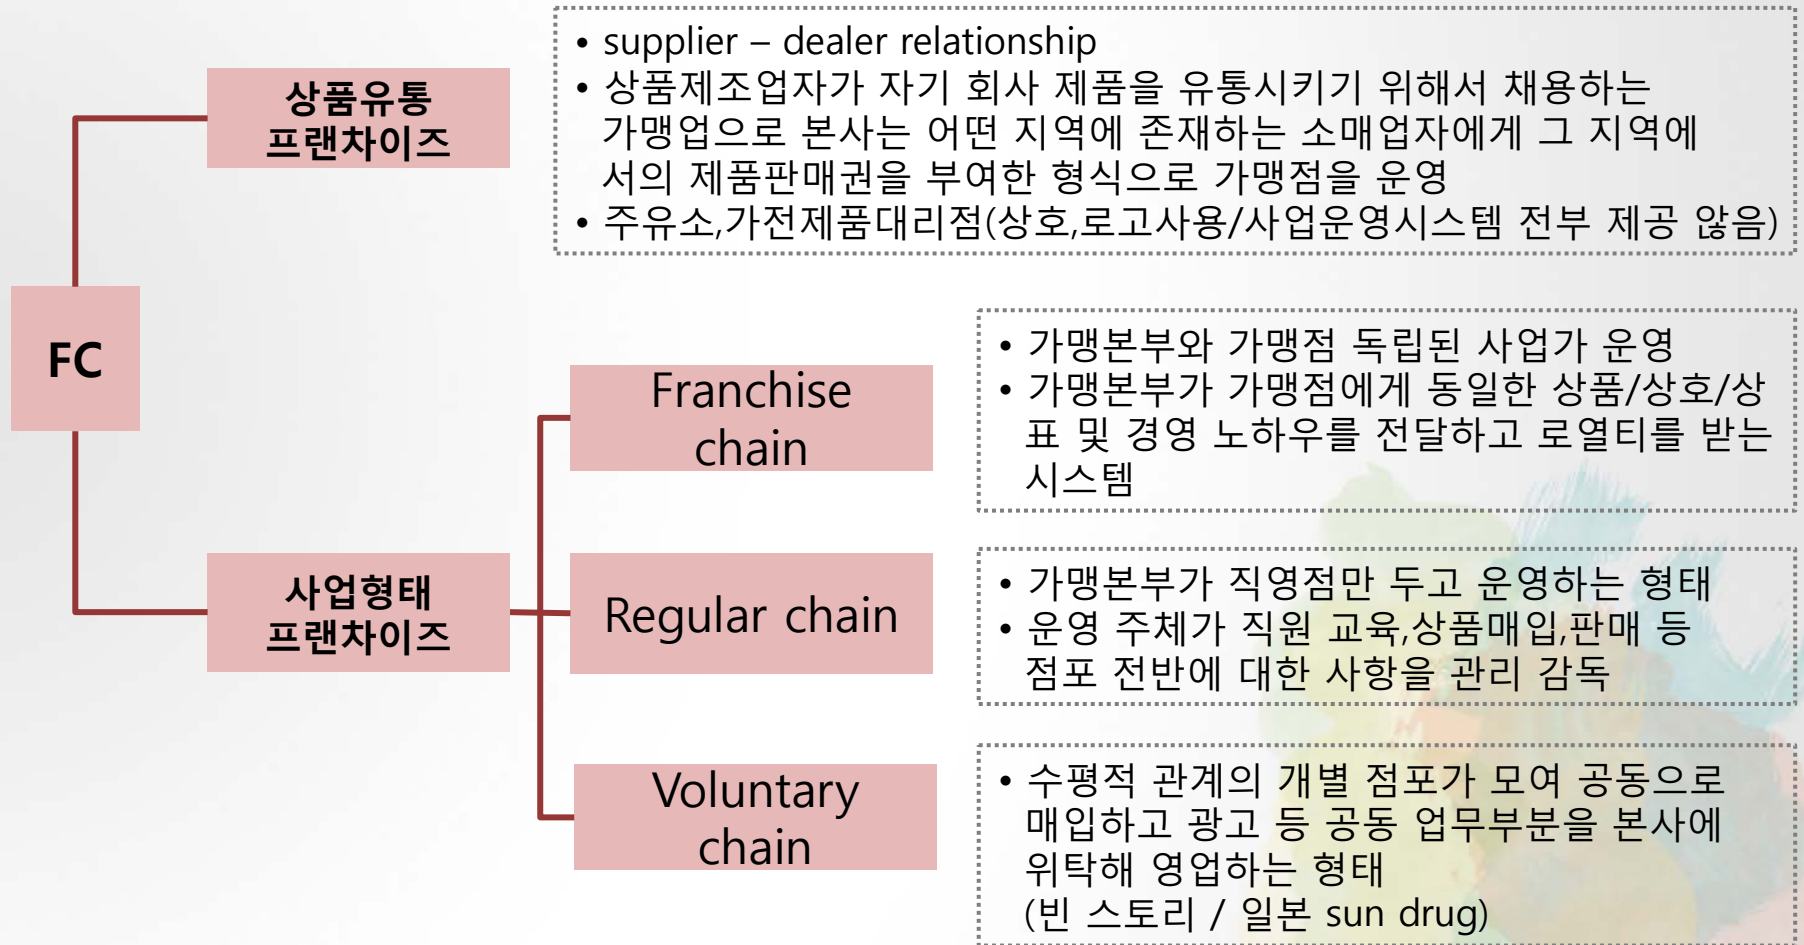 • supplier – dealer relationship
• 상품제조업자가 자기 회사 제품을 유통시키기 위해서 채용하는
가맹업으로 본사는 어떤 지역에 존재하는 소매업자에게 그 지역에
서의 제품판매권을 부여한 형식으로 가맹점을 운영
• 주유소,가전제품대리점(상호,로고사용/사업운영시스템 전부 제공 않음)
상품유통
프랜차이즈
FC
사업형태
프랜차이즈
Franchise
chain
• 가맹본부와 가맹점 독립된 사업가 운영
• 가맹본부가 가맹점에게 동일한 상품/상호/상
표 및 경영 노하우를 전달하고 로열티를 받는
시스템
Regular chain
• 가맹본부가 직영점만 두고 운영하는 형태
• 운영 주체가 직원 교육,상품매입,판매 등
점포 전반에 대한 사항을 관리 감독
Voluntary
chain
• 수평적 관계의 개별 점포가 모여 공동으로
매입하고 광고 등 공동 업무부분을 본사에
위탁해 영업하는 형태
(빈 스토리 / 일본 sun drug)